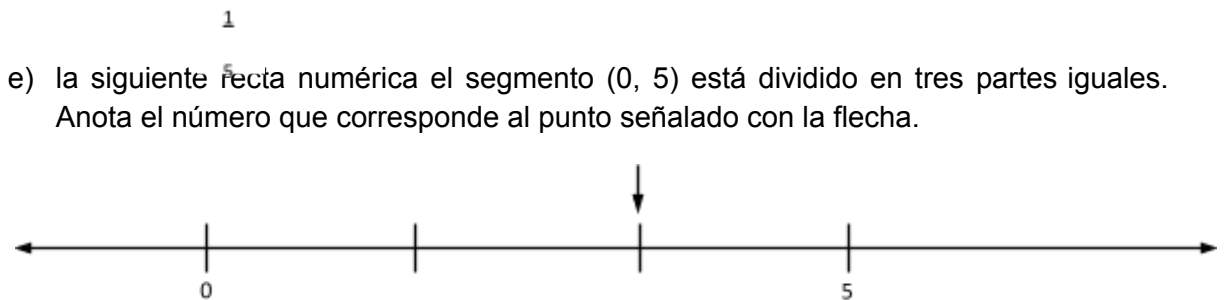 1
5
e) la siguiente recta numérica el segmento (0, 5) está dividido en tres partes iguales.
Anota el número que corresponde al punto señalado con la flecha.
0 5